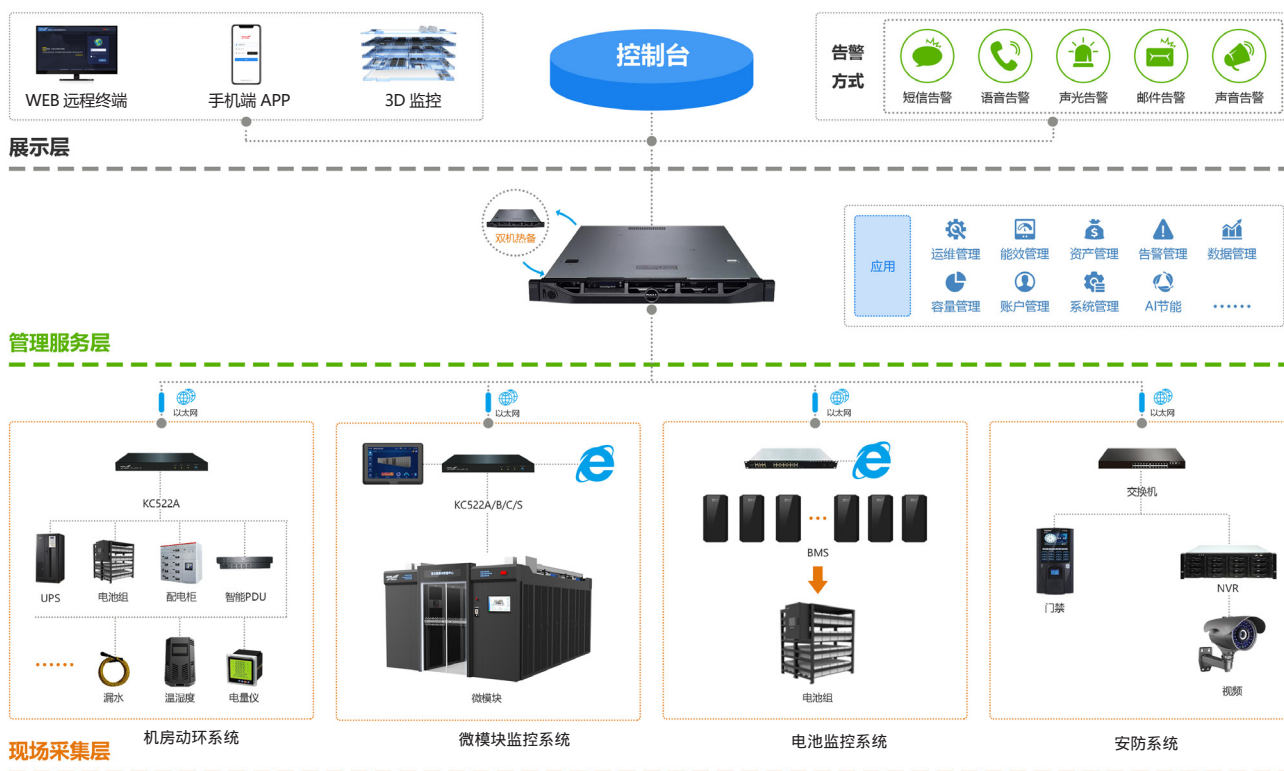 控制台
告警
方式
短信告警 语音告警 声光告警 邮件告警 声音告警
WEB 远程终端 手机端 APP 3D 监控
展示层
双机热备
应用
运维管理 能效管理 资产管理 告警管理 数据管理
容量管理 账户管理 系统管理 AI节能 ······
管理服务层
以太网 以太网 以太网 以太网
KC522A
UPS 电池组 配电柜 智能PDU
······
漏水 温湿度 电量仪
机房动环系统
KC522A/B/C/S
微模块
微模块监控系统
···
BMS
电池组
电池监控系统
交换机
门禁
NVR
视频
安防系统
现场采集层